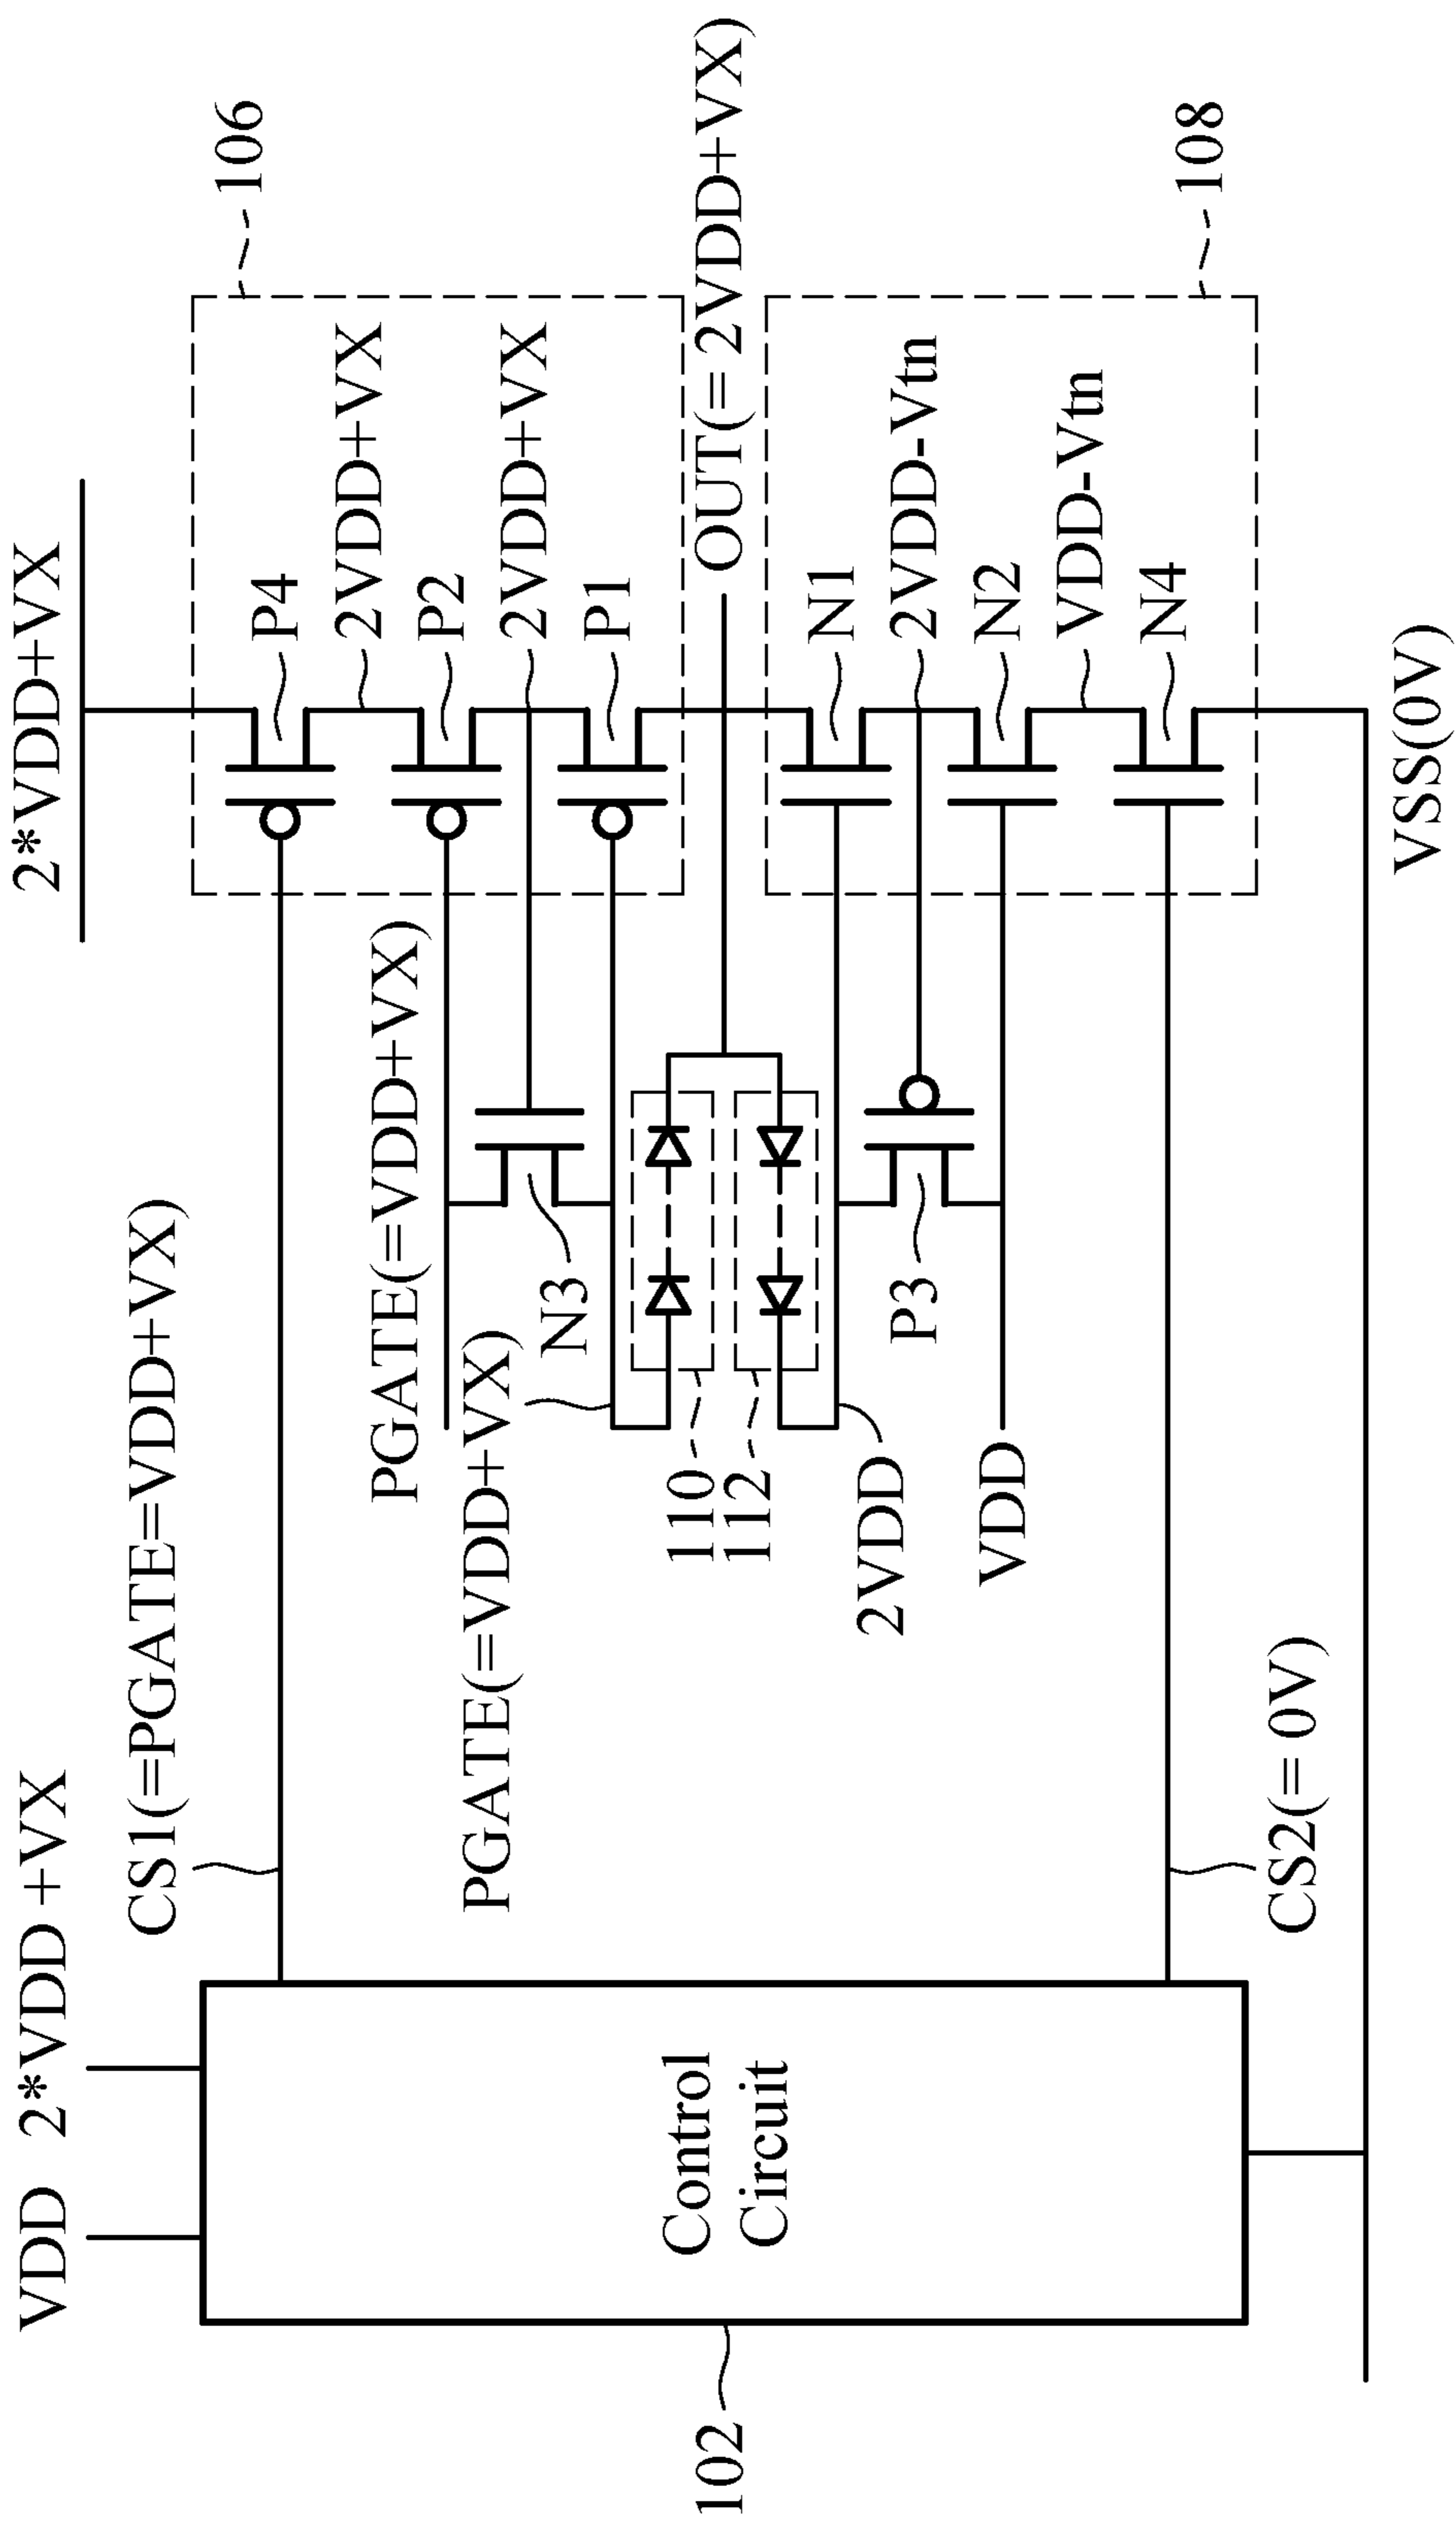 2*VDD+VX
VDD
2*VDD +VX
106
CS1(=PGATE=VDD+VX)
P4
2VDD+VX
PGATE(=VDD+VX)
P2
2VDD+VX
N3
PGATE(=VDD+VX)
P1
110
OUT(= 2VDD+VX)
102
Control
Circuit
112
N1
2VDD
P3
2VDD-Vtn
VDD
N2
VDD-Vtn
N4
108
CS2(= 0V)
VSS(0V)